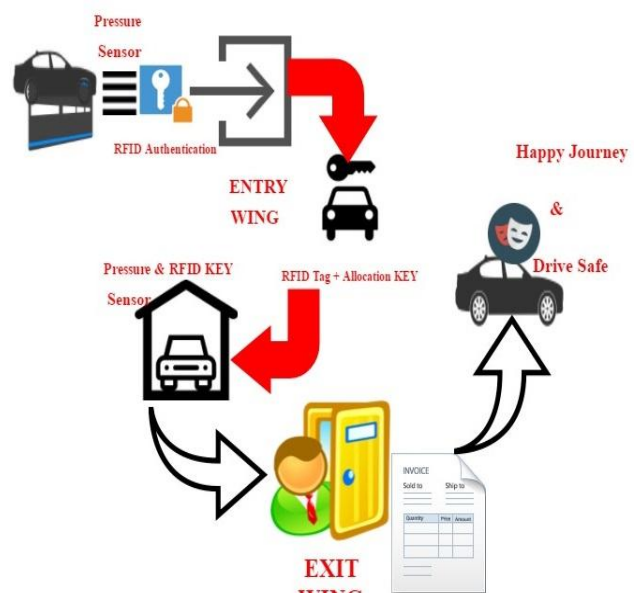 Pressure
Sensor
RFID Authentication
ENTRY
WING
Happy Journey
&
Drive Safe
Pressure & RFID KEY
Sensor
RFID Tag + Allocation KEY
INVOICE
Sold to
Ship to
Quantity
Price
Amount
EXIT
WING